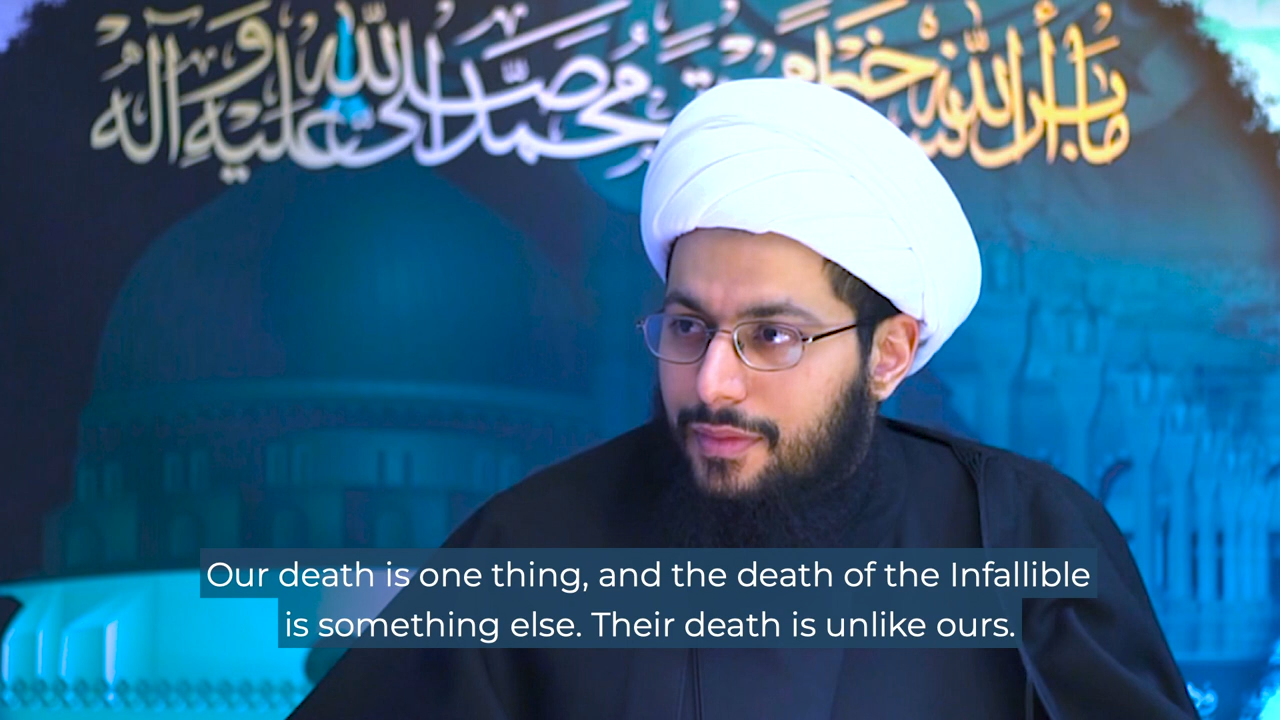 محمد صلى الله عليه وآله
Our death is one thing, and the death of the Infallible
is something else. Their death is unlike ours.